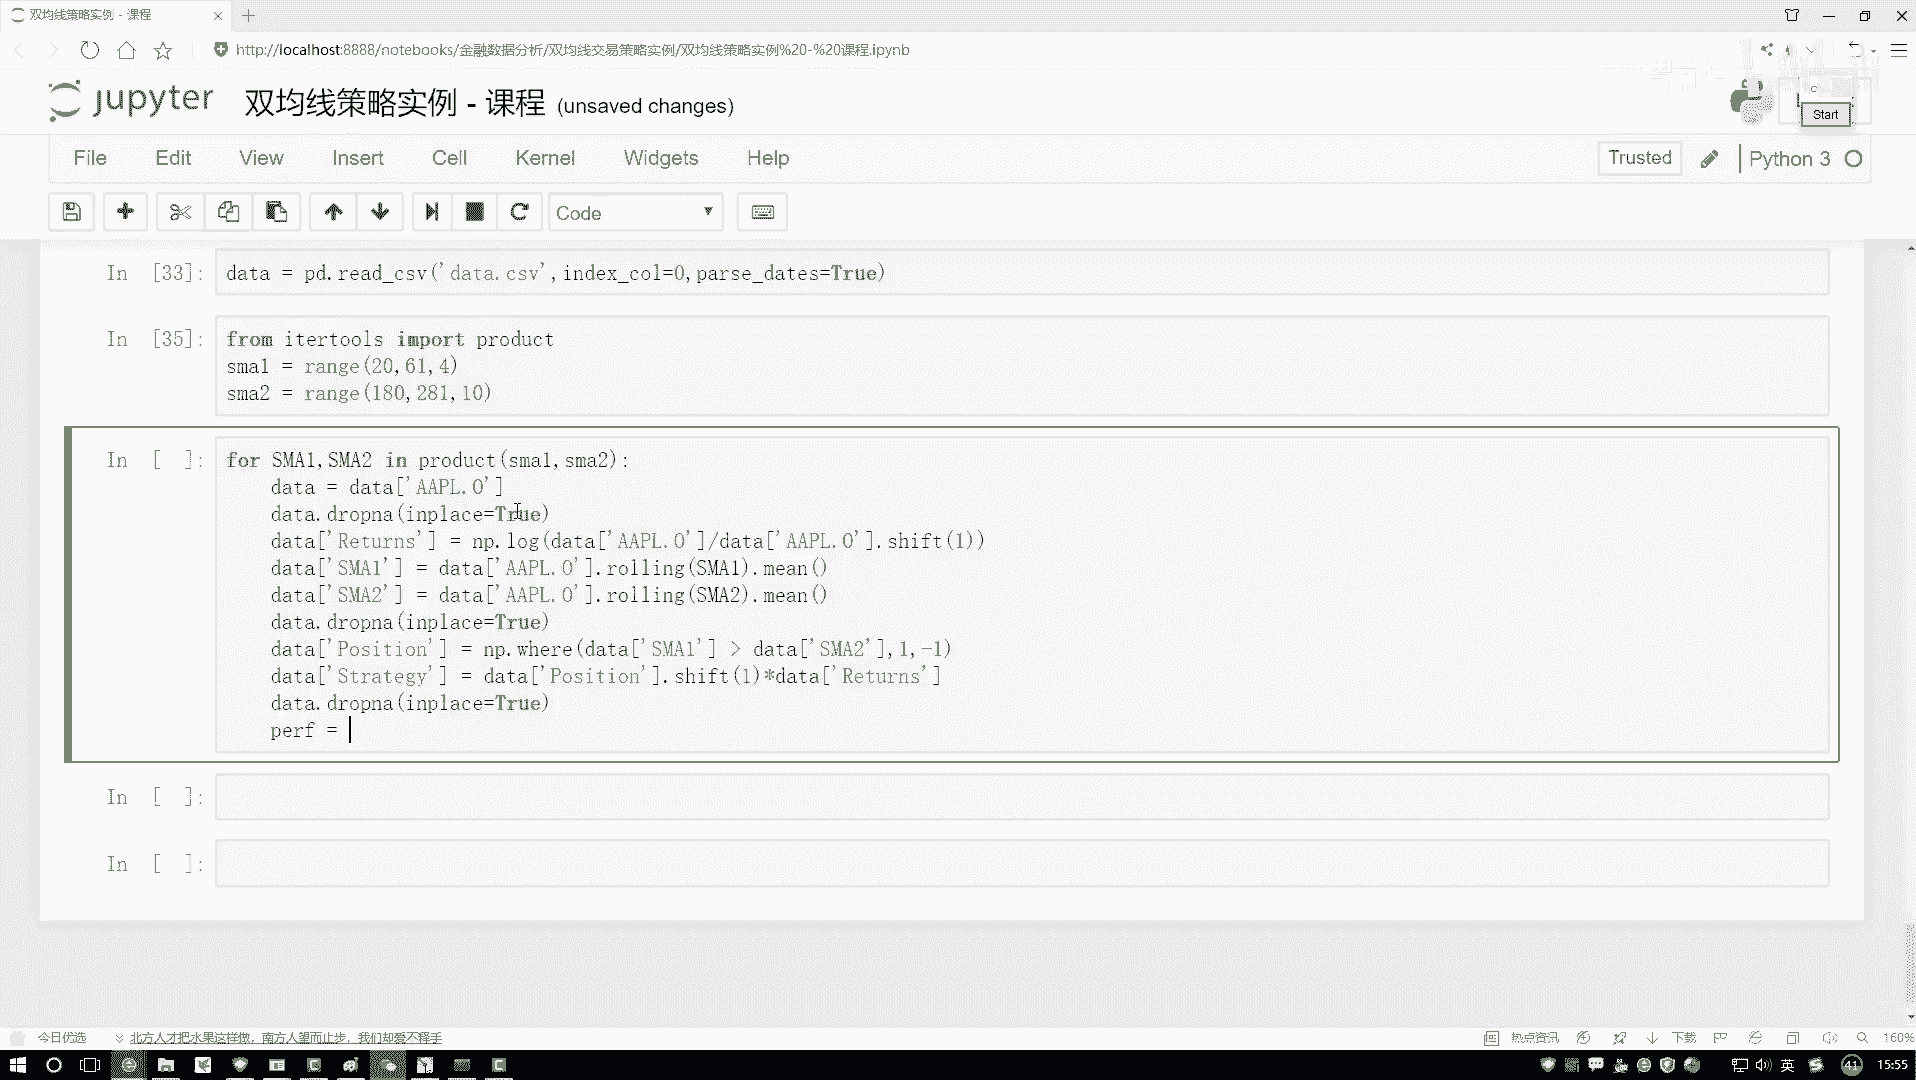 双均线策略实例 - 课程
http://localhost:8888/notebooks/金融数据分析/双均线交易策略实例/双均线策略实例%20-%20课程.ipynb
jupyter 双均线策略实例 - 课程 (unsaved changes)
Start
File Edit View Insert Cell Kernel Widgets Help
Trusted Python 3
Code
In [33]: data = pd.read_csv('data.csv',index_col=0,parse_dates=True)
In [35]: from itertools import product
sma1 = range(20,61,4)
sma2 = range(180,281,10)
In [ ]: for SMA1,SMA2 in product(sma1,sma2):
data = data['AAPL.O']
data.dropna(inplace=True)
data['Returns'] = np.log(data['AAPL.O']/data['AAPL.O'].shift(1))
data['SMA1'] = data['AAPL.O'].rolling(SMA1).mean()
data['SMA2'] = data['AAPL.O'].rolling(SMA2).mean()
data.dropna(inplace=True)
data['Position'] = np.where(data['SMA1'] > data['SMA2'],1,-1)
data['Strategy'] = data['Position'].shift(1)*data['Returns']
data.dropna(inplace=True)
perf =
In [ ]:
In [ ]:
今日优选 北方人才把水果这样做，南方人望而止步，我们却爱不释手 热点资讯 下载 160%
英 41 15:55